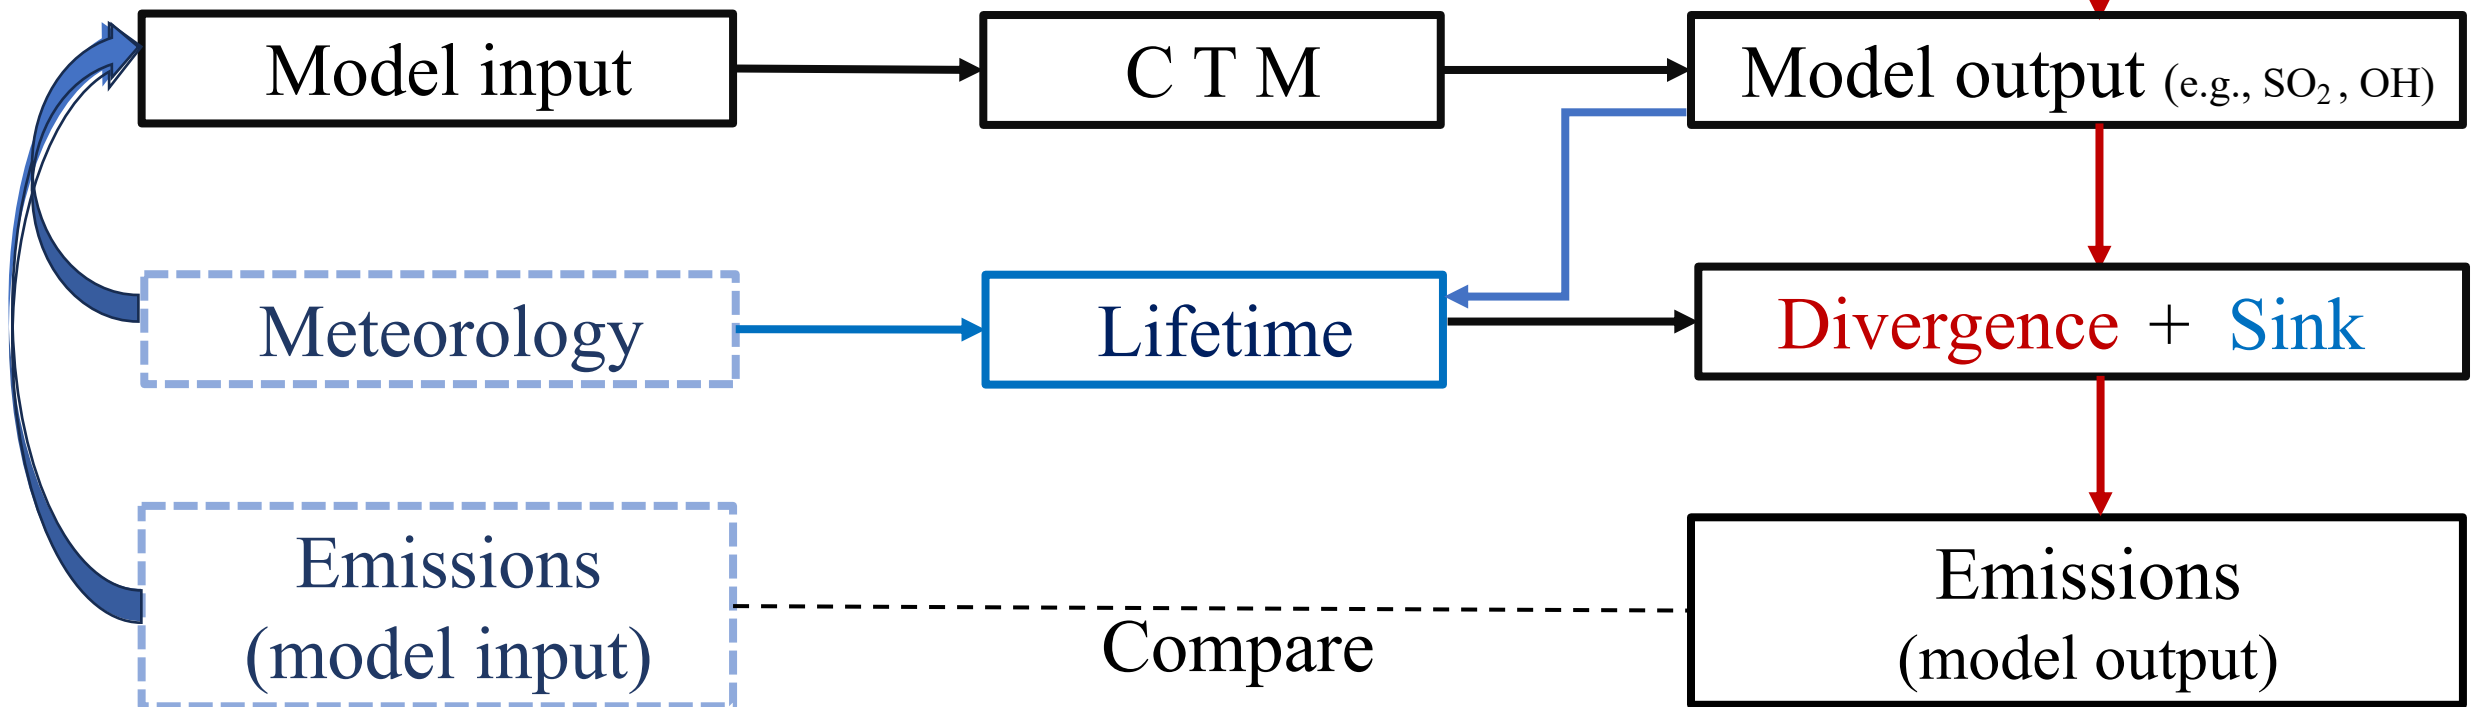 Model input
C T M
Model output (e.g., SO₂ , OH)
Meteorology
Lifetime
Divergence + Sink
Emissions
(model input)
Compare
Emissions
(model output)